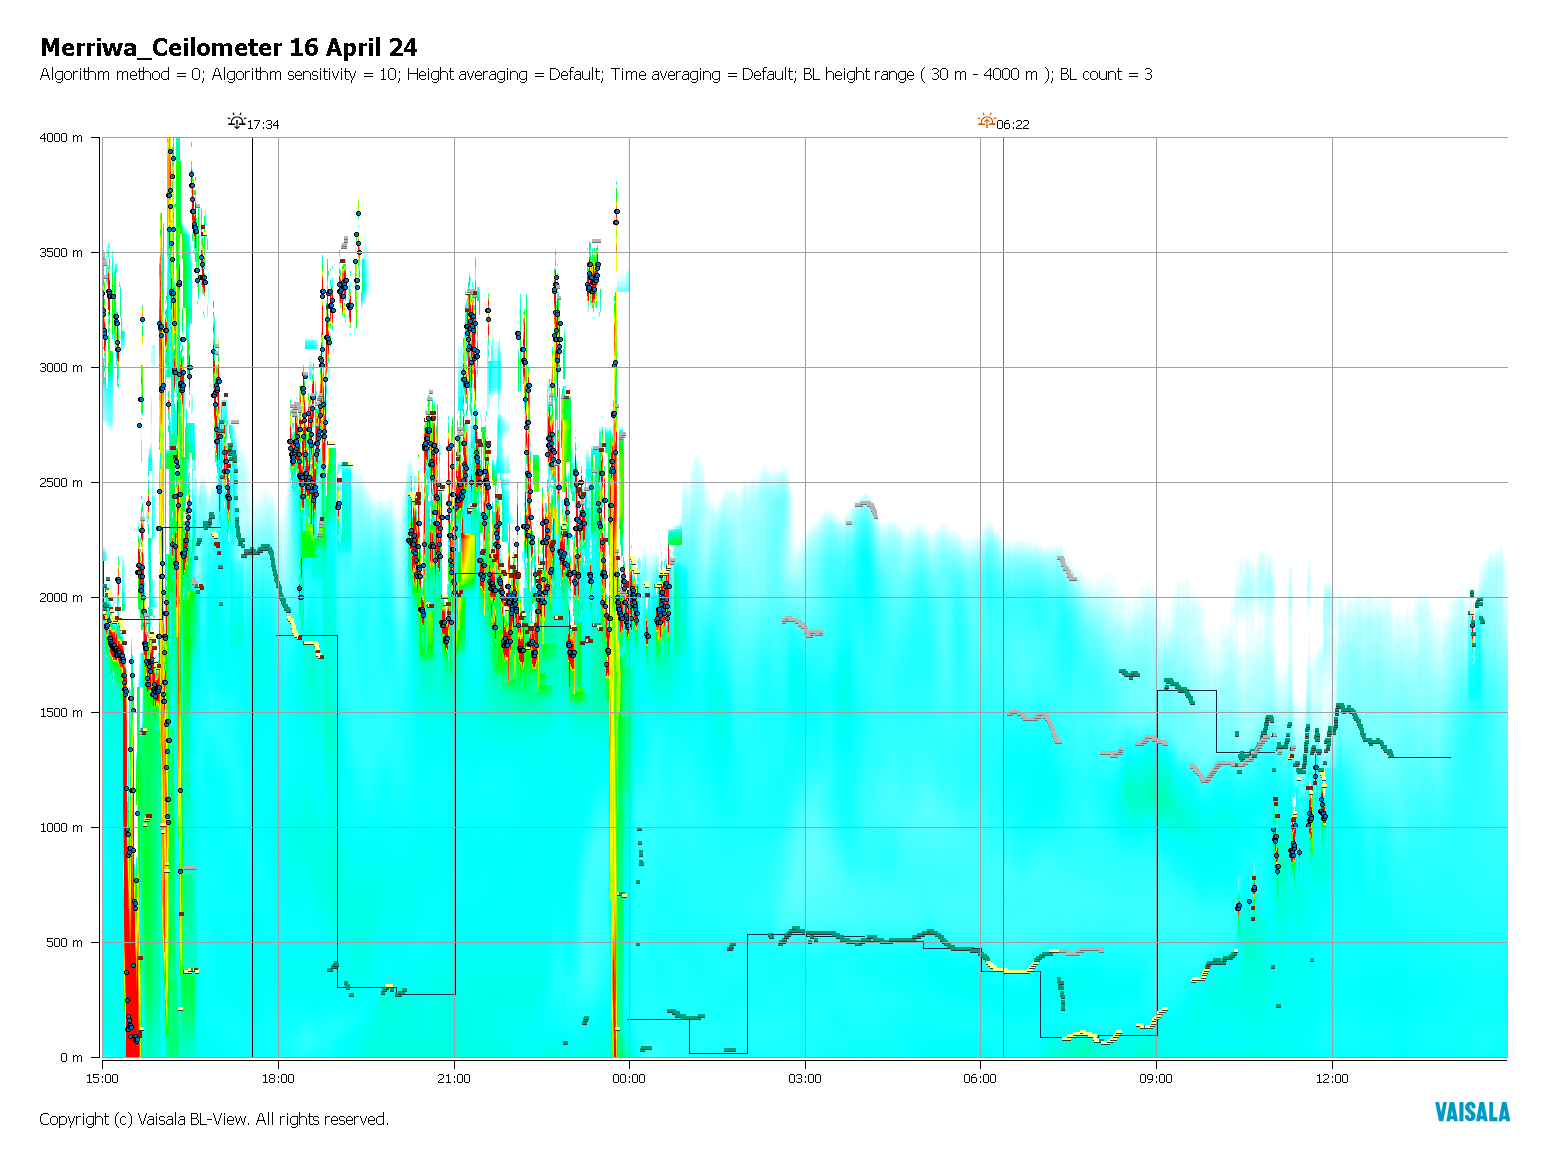 Merriwa_Ceilometer 16 April 24
Algorithm method = 0; Algorithm sensitivity = 10; Height averaging = Default; Time averaging = Default; BL height range ( 30 m - 4000 m ); BL count = 3
17:34
06:22
4000 m
3500 m
3000 m
2500 m
2000 m
1500 m
1000 m
500 m
0 m
15:00 18:00 21:00 00:00 03:00 06:00 09:00 12:00
Copyright (c) Vaisala BL-View. All rights reserved.
VAISALA